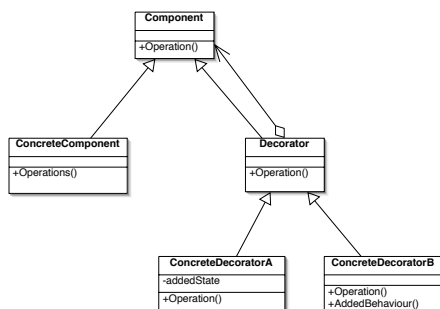 Component
+Operation()
ConcreteComponent
+Operations()
Decorator
+Operation()
ConcreteDecoratorA
-addedState
+Operation()
ConcreteDecoratorB
+Operation()
+AddedBehaviour()